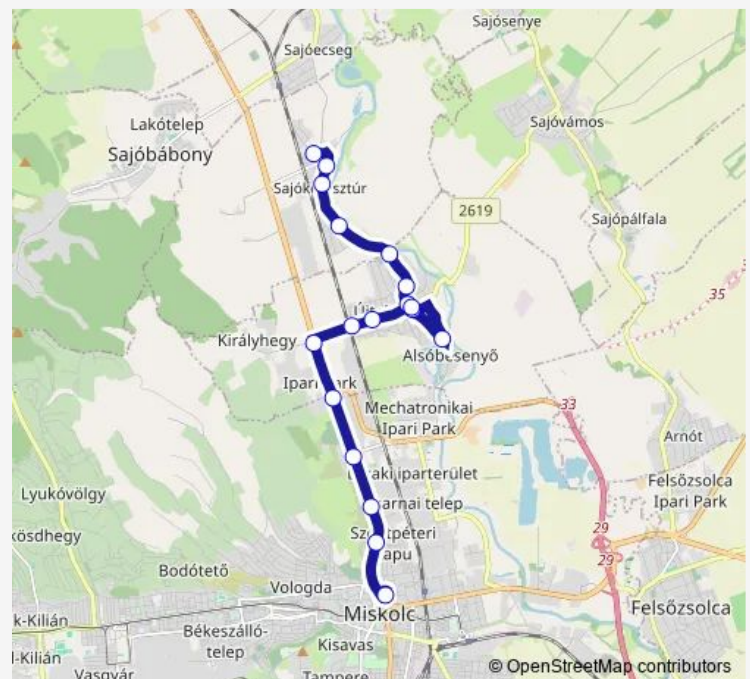 Sajósenye
Sajóecseg
Lakótelep
Sajóvámos
Sajóbábony
2619
Sajópálfala
35
Királyhegy
Alsóbesenyő
33
Mechatronikai
Ipari Park
Arnót
Lyukóvölgy
Felsőzsolca
Ipari Park
29
29
Bodótető
Vologda
Miskolc
Felsőzsolca
Békeszálló-
telep
Kisavas
Vasgyár
Tampere
© OpenStreetMap contributors